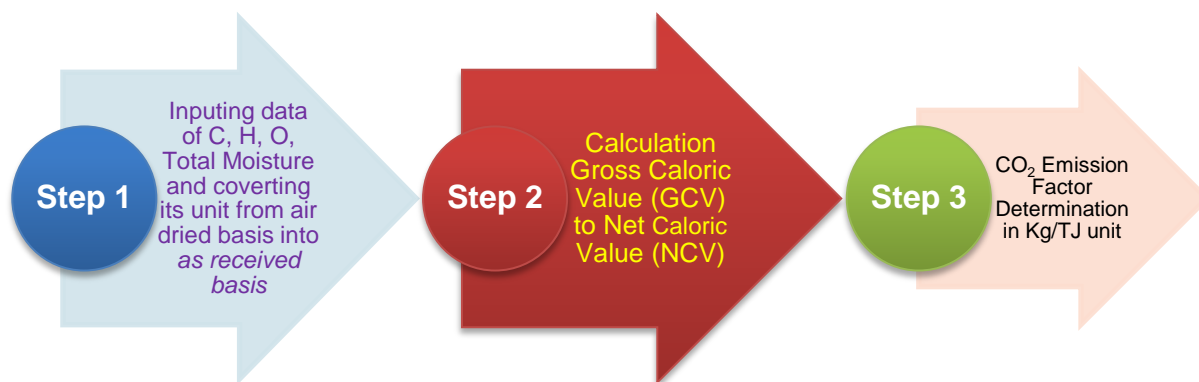 Step 1
Inputing data
of C, H, O,
Total Moisture
and coverting
its unit from air
dried basis into
as received
basis
Step 2
Calculation
Gross Caloric
Value (GCV)
to Net Caloric
Value (NCV)
Step 3
CO₂ Emission
Factor
Determination
in Kg/TJ unit